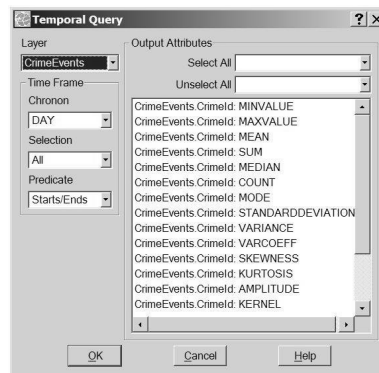 Temporal Query
Layer
CrimeEvents
Time Frame
Chronon
DAY
Selection
All
Predicate
Starts/Ends
Output Attributes
Select All
Unselect All
CrimeEvents.CrimeId: MINVALUE
CrimeEvents.CrimeId: MAXVALUE
CrimeEvents.CrimeId: MEAN
CrimeEvents.CrimeId: SUM
CrimeEvents.CrimeId: MEDIAN
CrimeEvents.CrimeId: COUNT
CrimeEvents.CrimeId: MODE
CrimeEvents.CrimeId: STANDARDDEVIATION
CrimeEvents.CrimeId: VARIANCE
CrimeEvents.CrimeId: VARCOEFF
CrimeEvents.CrimeId: SKEWNESS
CrimeEvents.CrimeId: KURTOSIS
CrimeEvents.CrimeId: AMPLITUDE
CrimeEvents.CrimeId: KERNEL
OK Cancel Help